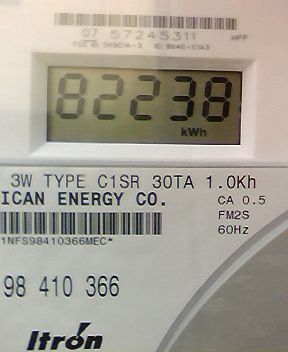 07 57245311 HPP
82238
kWh
3W TYPE C1SR 30TA 1.0Kh
ICAN ENERGY CO.
CA 0.5
FM2S
60Hz
1NFS98410366MEC*
98 410 366
Itron